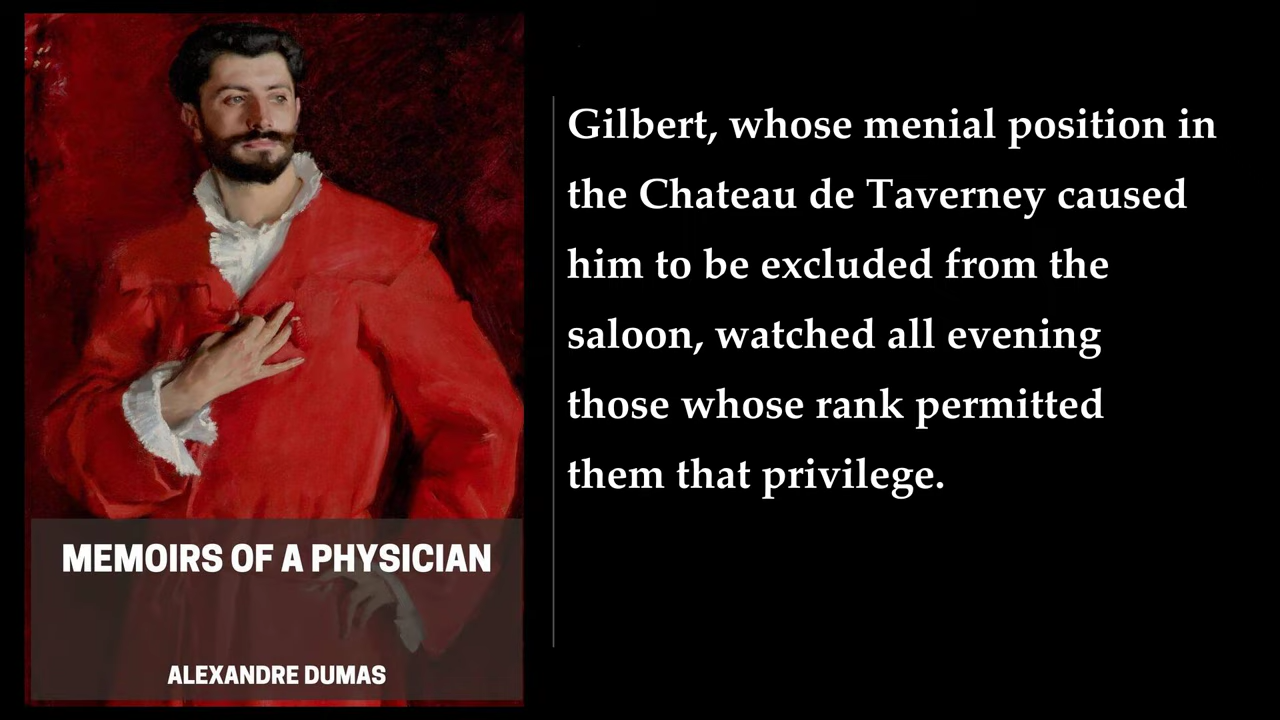 Gilbert, whose menial position in
the Chateau de Taverney caused
him to be excluded from the
saloon, watched all evening
those whose rank permitted
them that privilege.
MEMOIRS OF A PHYSICIAN
ALEXANDRE DUMAS